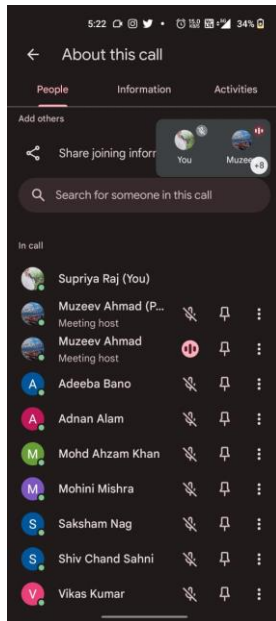 5:22 34%
About this call
People Information Activities
Add others
Share joining inforr
You Muzee
+8
Search for someone in this call
In call
Supriya Raj (You)
Muzeev Ahmad (P...
Meeting host
Muzeev Ahmad
Meeting host
A Adeeba Bano
A Adnan Alam
M Mohd Ahzam Khan
M Mohini Mishra
S Saksham Nag
S Shiv Chand Sahni
V Vikas Kumar